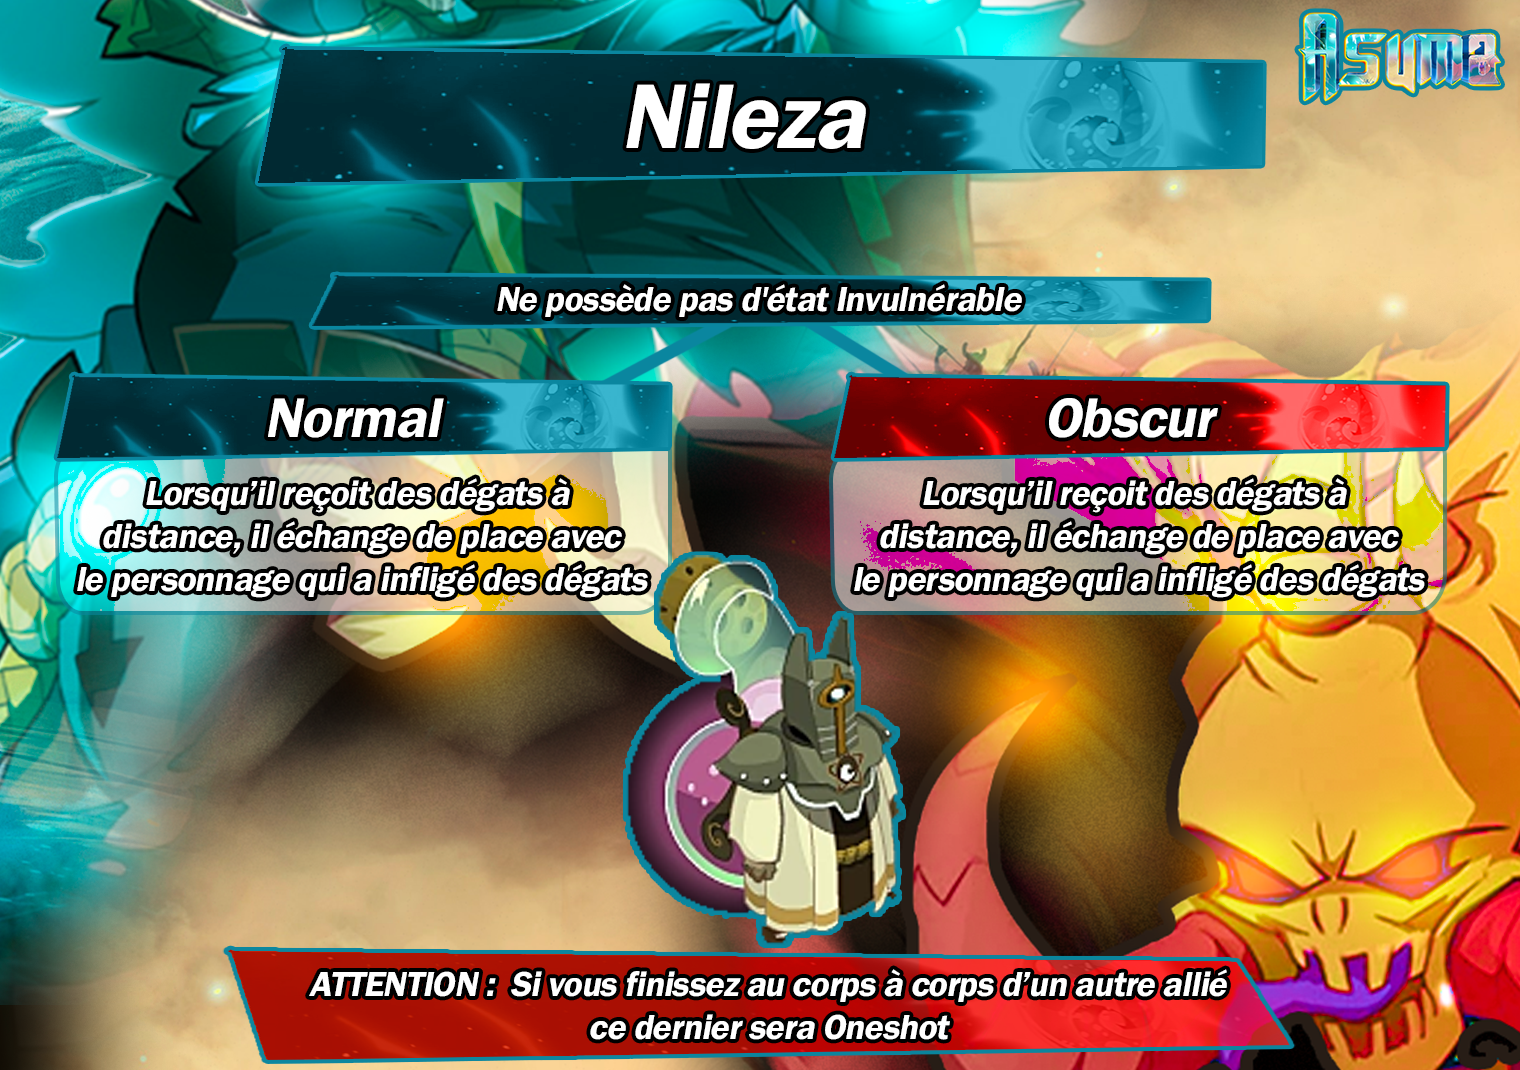 Asuma
Nileza
Ne possède pas d'état Invulnérable
Normal
Lorsqu’il reçoit des dégats à
distance, il échange de place avec
le personnage qui a infligé des dégats
Obscur
Lorsqu’il reçoit des dégats à
distance, il échange de place avec
le personnage qui a infligé des dégats
ATTENTION : Si vous finissez au corps à corps d’un autre allié
ce dernier sera Oneshot